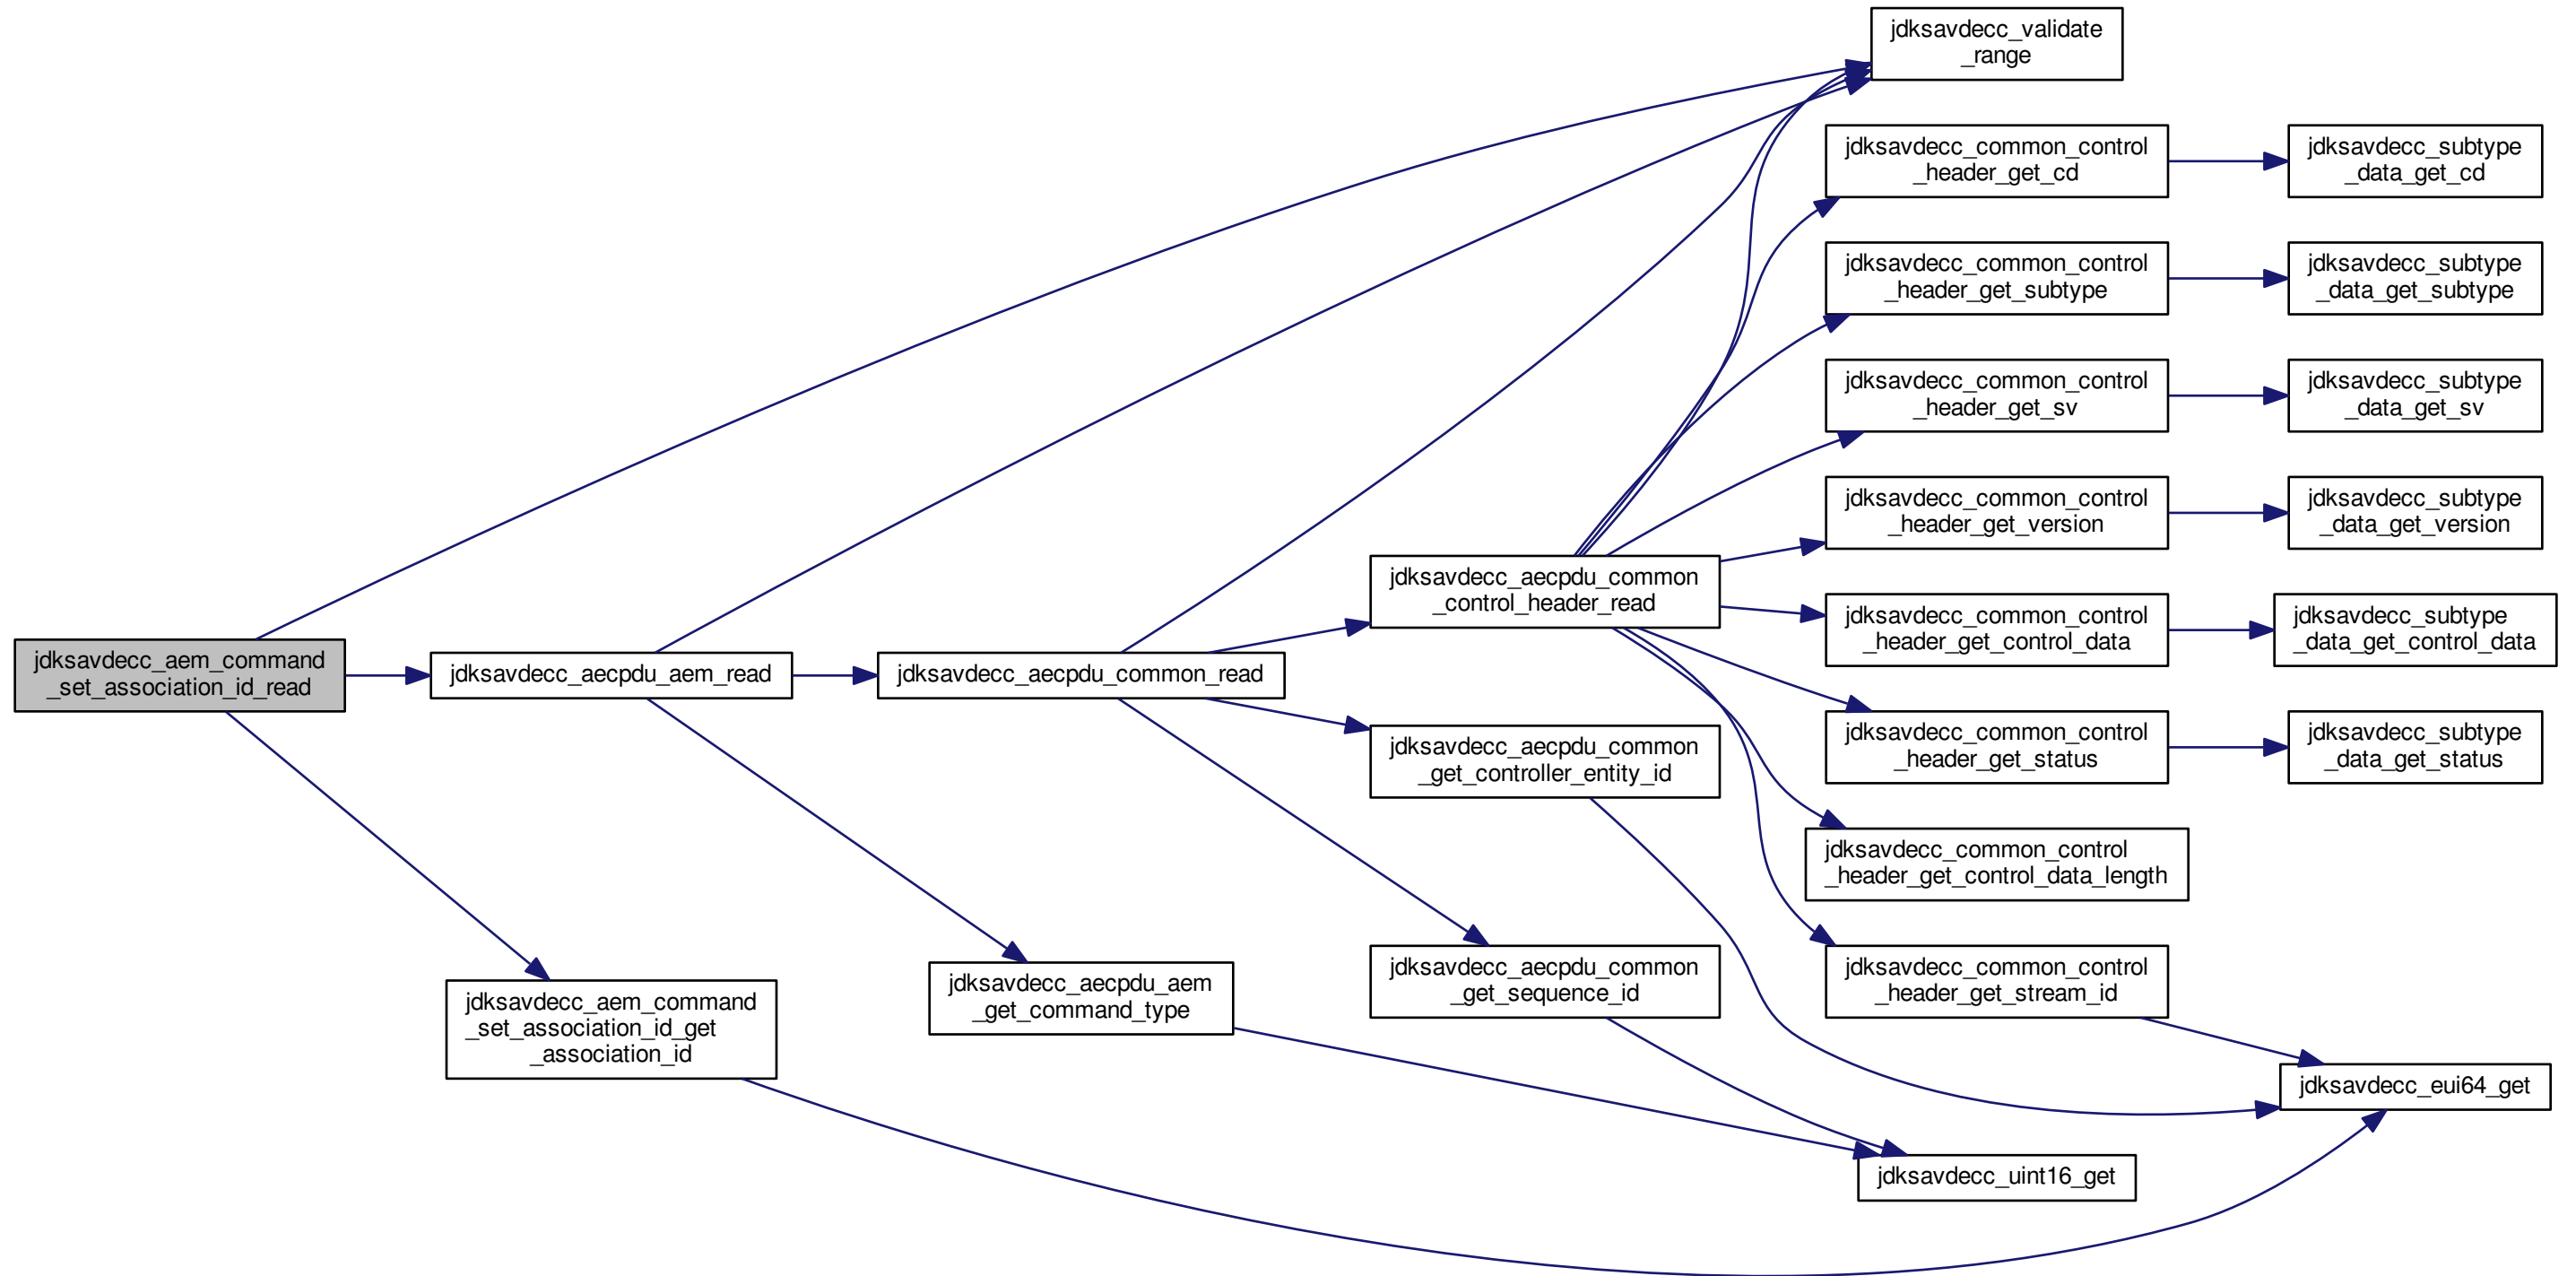 jdksavdecc_aem_command
_set_association_id_read
jdksavdecc_aecpdu_aem_read
jdksavdecc_aem_command
_set_association_id_get
_association_id
jdksavdecc_aecpdu_common_read
jdksavdecc_aecpdu_aem
_get_command_type
jdksavdecc_aecpdu_common
_control_header_read
jdksavdecc_aecpdu_common
_get_controller_entity_id
jdksavdecc_aecpdu_common
_get_sequence_id
jdksavdecc_validate
_range
jdksavdecc_common_control
_header_get_cd
jdksavdecc_common_control
_header_get_subtype
jdksavdecc_common_control
_header_get_sv
jdksavdecc_common_control
_header_get_version
jdksavdecc_common_control
_header_get_control_data
jdksavdecc_common_control
_header_get_status
jdksavdecc_common_control
_header_get_control_data_length
jdksavdecc_common_control
_header_get_stream_id
jdksavdecc_uint16_get
jdksavdecc_subtype
_data_get_cd
jdksavdecc_subtype
_data_get_subtype
jdksavdecc_subtype
_data_get_sv
jdksavdecc_subtype
_data_get_version
jdksavdecc_subtype
_data_get_control_data
jdksavdecc_subtype
_data_get_status
jdksavdecc_eui64_get